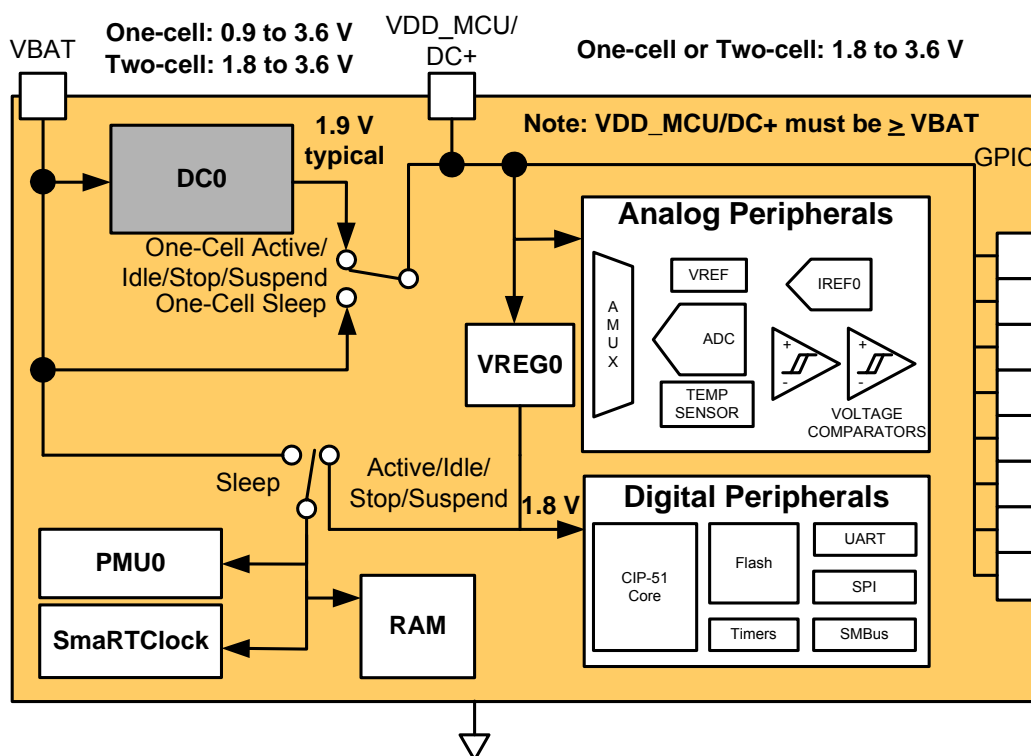 VBAT
One-cell: 0.9 to 3.6 V
Two-cell: 1.8 to 3.6 V
VDD_MCU/
DC+
One-cell or Two-cell: 1.8 to 3.6 V
Note: VDD_MCU/DC+ must be ≥ VBAT
GPIO
1.9 V
typical
DC0
One-Cell Active/
Idle/Stop/Suspend
One-Cell Sleep
VREG0
Analog Peripherals
AMUX
VREF
IREF0
ADC
TEMP
SENSOR
+
-
+
-
VOLTAGE
COMPARATORS
Sleep
Active/Idle/
Stop/Suspend
1.8 V
Digital Peripherals
CIP-51
Core
Flash
Timers
UART
SPI
SMBus
PMU0
SmaRTClock
RAM